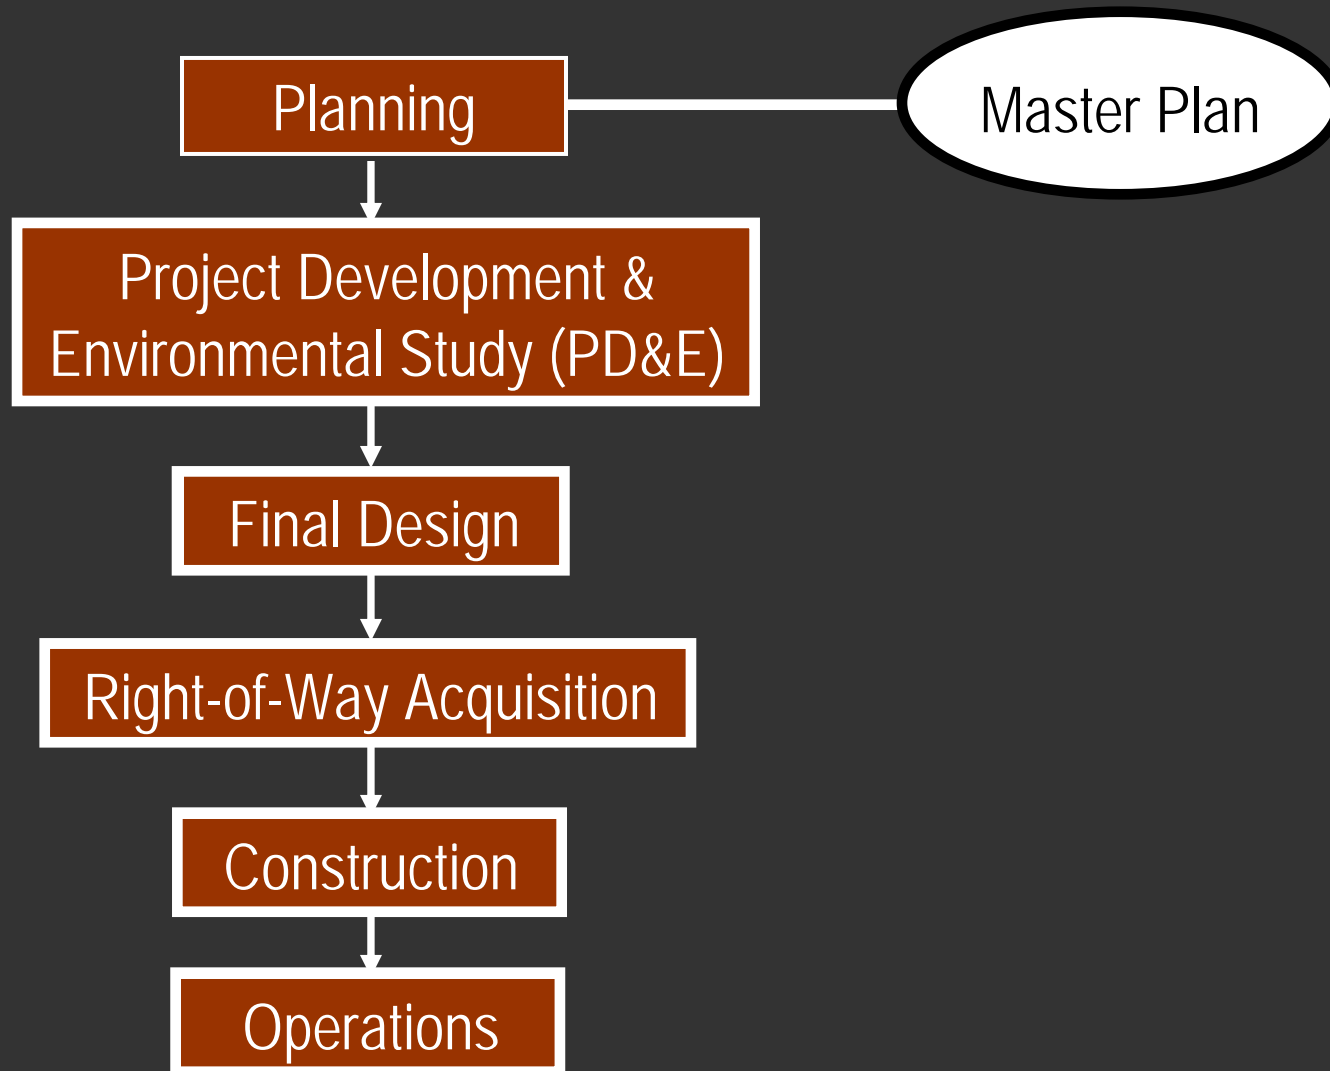 Planning
Master Plan
Project Development &
Environmental Study (PD&E)
Final Design
Right-of-Way Acquisition
Construction
Operations